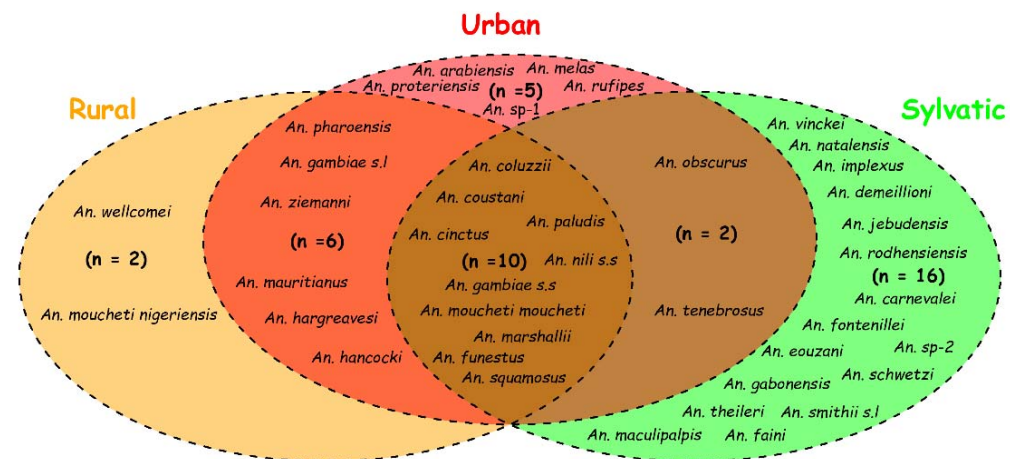 Urban
An. arabiensis An. melas
An. proteriensis (n =5) An. rufipes
An. sp-1
Rural
An. wellcomei
(n = 2)
An. moucheti nigeriensis
An. pharoensis
An. gambiae s.l
An. ziemanni
(n =6)
An. mauritianus
An. hargreavesi
An. hancocki
An. coluzzii
An. coustani
An. paludis
An. cinctus
(n =10) An. nili s.s
An. gambiae s.s
An. moucheti moucheti
An. marshallii
An. funestus
An. squamosus
An. obscurus
(n = 2)
An. tenebrosus
Sylvatic
An. vinckei
An. natalensis
An. implexus
An. demeillioni
An. jebudensis
An. rodhensiensis
(n = 16)
An. carnevalei
An. fontenillei
An. sp-2
An. eouzani
An. schwetzi
An. gabonensis
An. theileri An. smithii s.l
An. maculipalpis An. faini